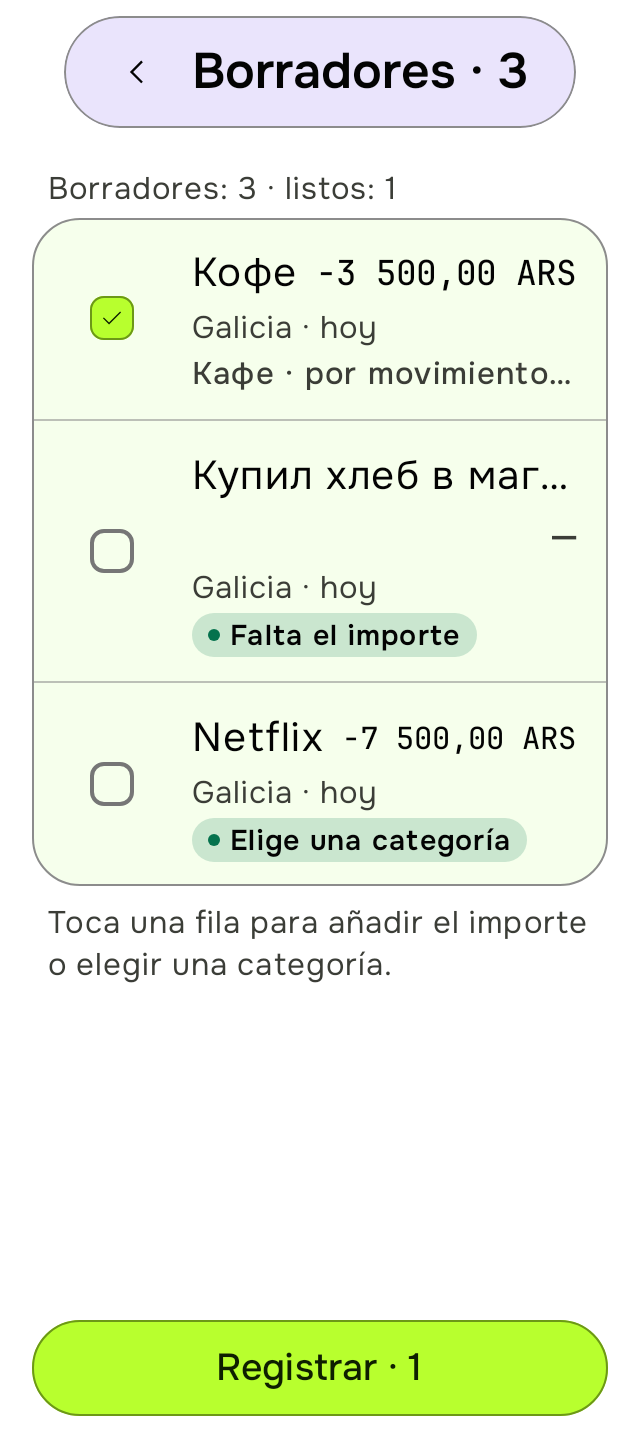 Borradores · 3
Borradores: 3 · listos: 1
Кофе -3 500,00 ARS
Galicia · hoy
Кафе · por movimiento…
Купил хлеб в маг…
—
Galicia · hoy
Falta el importe
Netflix -7 500,00 ARS
Galicia · hoy
Elige una categoría
Toca una fila para añadir el importe
o elegir una categoría.
Registrar · 1